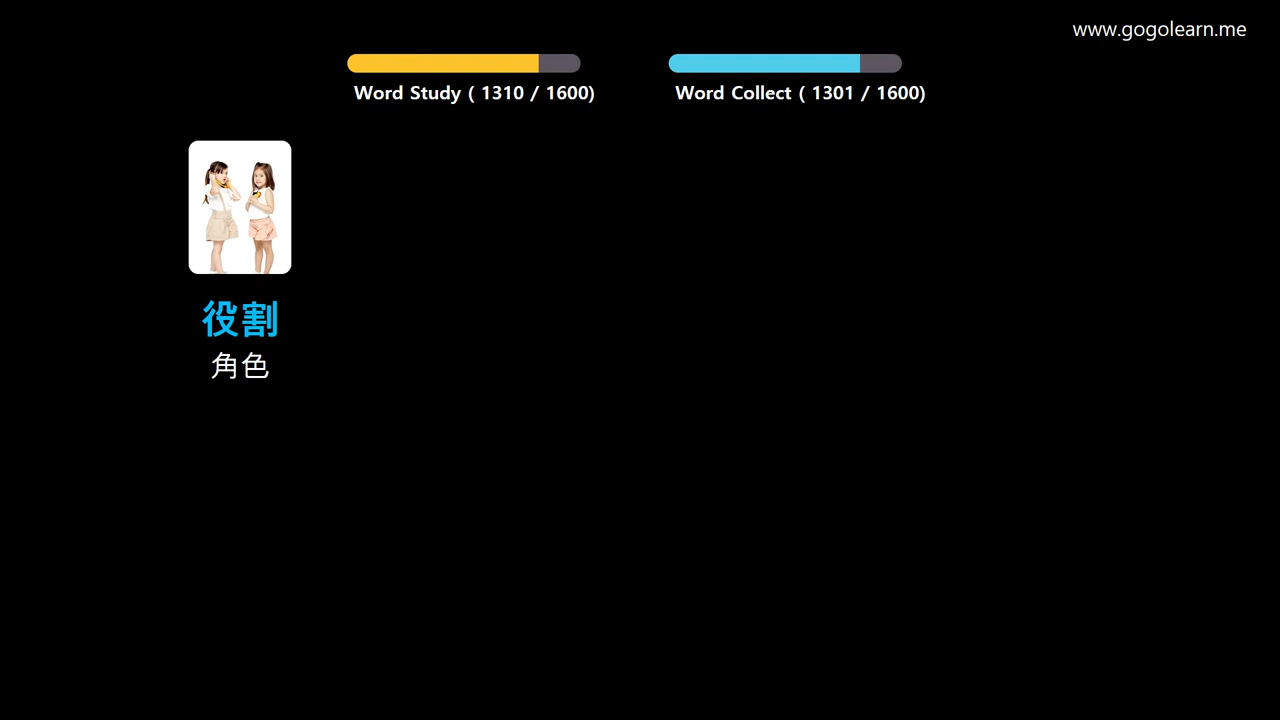 www.gogolearn.me
Word Study ( 1310 / 1600)
Word Collect ( 1301 / 1600)
役割
角色